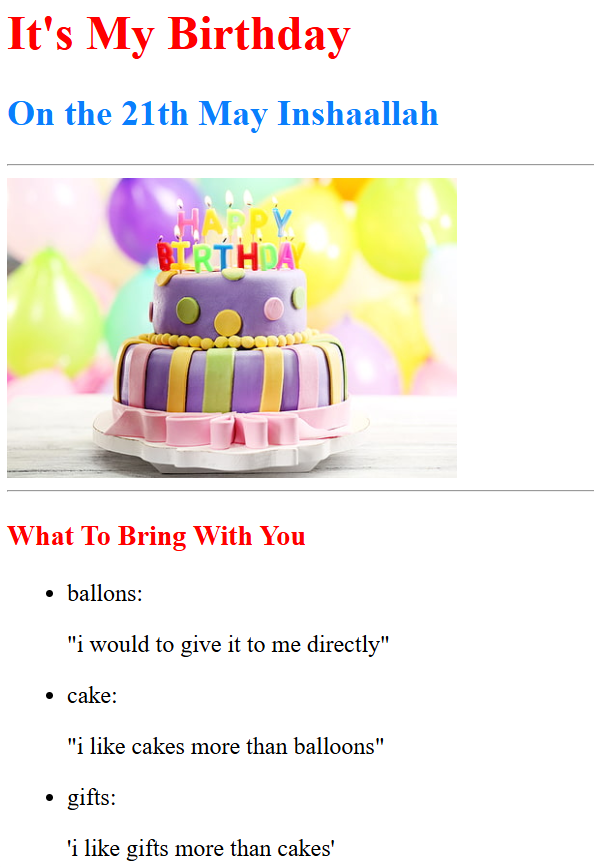 It's My Birthday
On the 21th May Inshaallah
HAPPY
BIRTHDAY
What To Bring With You
ballons:
"i would to give it to me directly"
cake:
"i like cakes more than balloons"
gifts:
'i like gifts more than cakes'